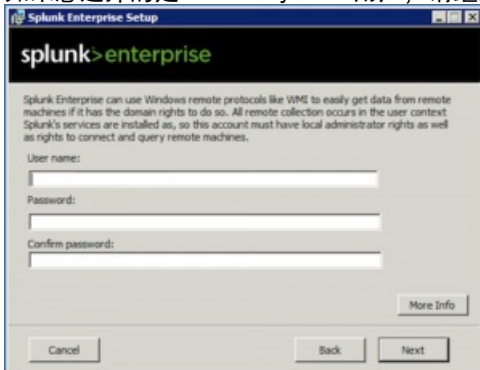 Splunk Enterprise Setup
splunk>enterprise
Splunk Enterprise can use Windows remote protocols like WMI to easily get data from remote
machines if it has the domain rights to do so. All remote collection occurs in the user context
Splunk's services are installed as, so this account must have local administrator rights as well
as rights to connect and query remote machines.
User name:
Password:
Confirm password:
More Info
Cancel
Back
Next